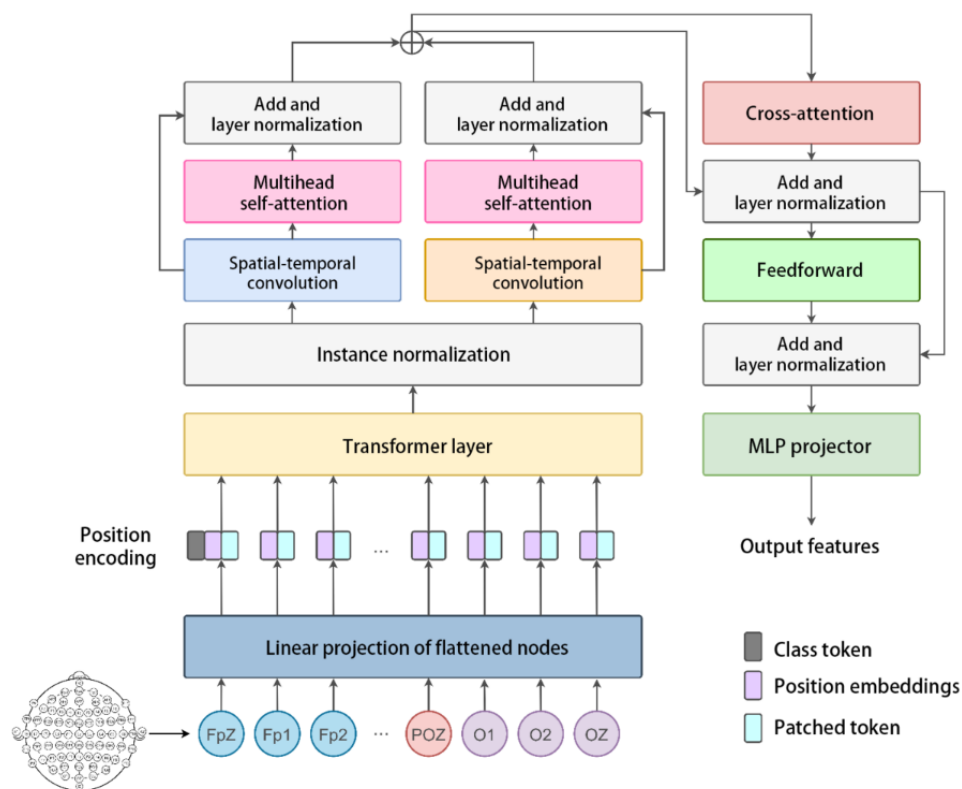 Add and
layer normalization
Add and
layer normalization
Cross-attention
Multihead
self-attention
Multihead
self-attention
Add and
layer normalization
Spatial-temporal
convolution
Spatial-temporal
convolution
Feedforward
Instance normalization
Add and
layer normalization
Transformer layer
MLP projector
Position
encoding
...
Output features
Linear projection of flattened nodes
Class token
Position embeddings
Patched token
FpZ
Fp1
Fp2
...
POZ
O1
O2
OZ